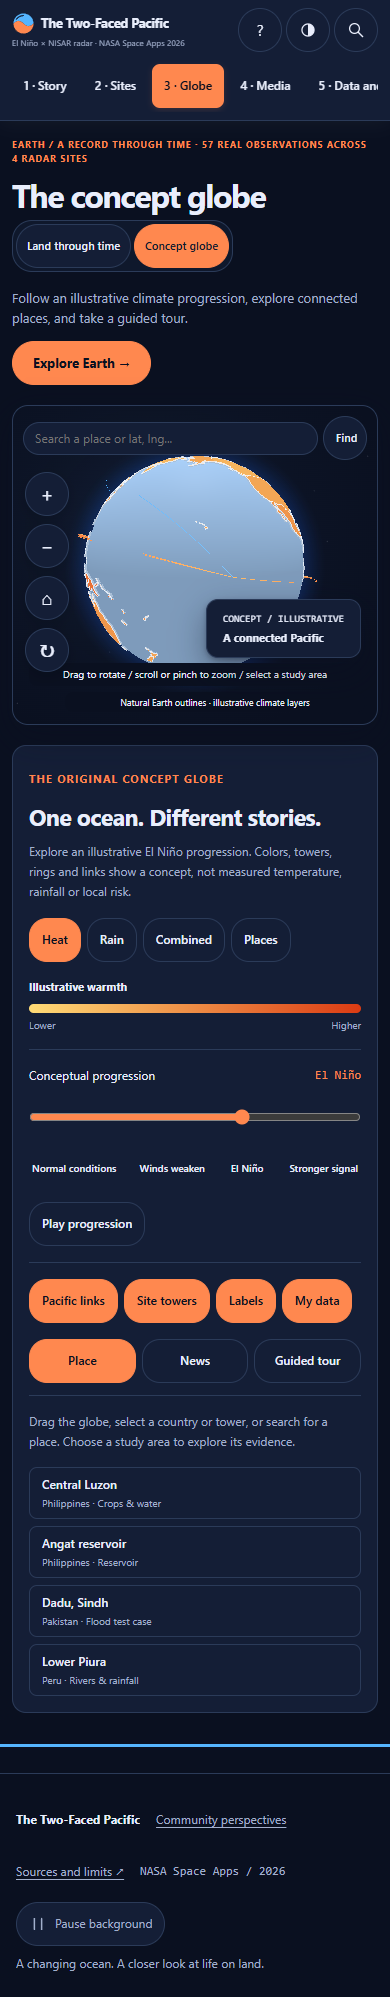 The Two-Faced Pacific
El Niño × NISAR radar · NASA Space Apps 2026
?
1 · Story
2 · Sites
3 · Globe
4 · Media
5 · Data and
EARTH / A RECORD THROUGH TIME · 57 REAL OBSERVATIONS ACROSS
4 RADAR SITES
The concept globe
Land through time
Concept globe
Follow an illustrative climate progression, explore connected
places, and take a guided tour.
Explore Earth →
Search a place or lat, lng...
Find
+
−
⌂
↻
CONCEPT / ILLUSTRATIVE
A connected Pacific
Drag to rotate / scroll or pinch to zoom / select a study area
Natural Earth outlines · illustrative climate layers
THE ORIGINAL CONCEPT GLOBE
One ocean. Different stories.
Explore an illustrative El Niño progression. Colors, towers,
rings and links show a concept, not measured temperature,
rainfall or local risk.
Heat
Rain
Combined
Places
Illustrative warmth
Lower
Higher
Conceptual progression
El Niño
Normal conditions
Winds weaken
El Niño
Stronger signal
Play progression
Pacific links
Site towers
Labels
My data
Place
News
Guided tour
Drag the globe, select a country or tower, or search for a
place. Choose a study area to explore its evidence.
Central Luzon
Philippines · Crops & water
Angat reservoir
Philippines · Reservoir
Dadu, Sindh
Pakistan · Flood test case
Lower Piura
Peru · Rivers & rainfall
The Two-Faced Pacific
Community perspectives
Sources and limits ↗
NASA Space Apps / 2026
Pause background
A changing ocean. A closer look at life on land.